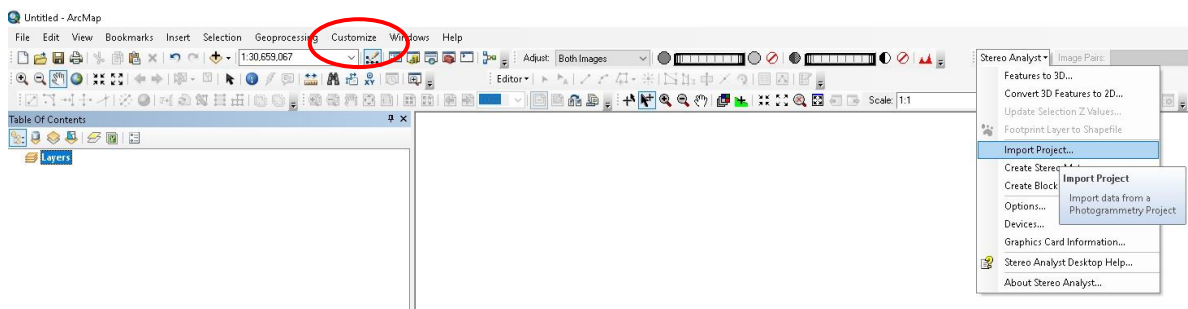 Untitled - ArcMap
File Edit View Bookmarks Insert Selection Geoprocessing Customize Windows Help
1:30,659,067 Adjust: Both Images Stereo Analyst Image Pairs:
Editor
Scale: 1:1
Table Of Contents
Layers
Features to 3D...
Convert 3D Features to 2D...
Update Selection Z Values...
Footprint Layer to Shapefile
Import Project...
Create Stereo
Create Block
Options...
Devices...
Graphics Card Information...
Stereo Analyst Desktop Help...
About Stereo Analyst...
Import Project
Import data from a
Photogrammetry Project